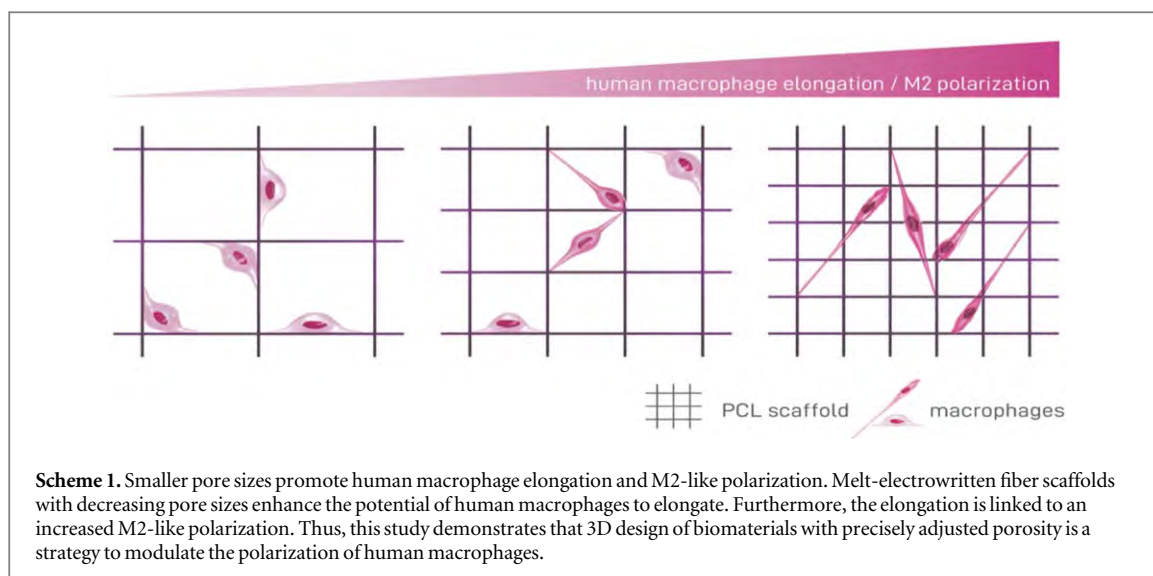 human macrophage elongation / M2 polarization
PCL scaffold
macrophages
Scheme 1. Smaller pore sizes promote human macrophage elongation and M2-like polarization. Melt-electrowritten fiber scaffolds
with decreasing pore sizes enhance the potential of human macrophages to elongate. Furthermore, the elongation is linked to an
increased M2-like polarization. Thus, this study demonstrates that 3D design of biomaterials with precisely adjusted porosity is a
strategy to modulate the polarization of human macrophages.